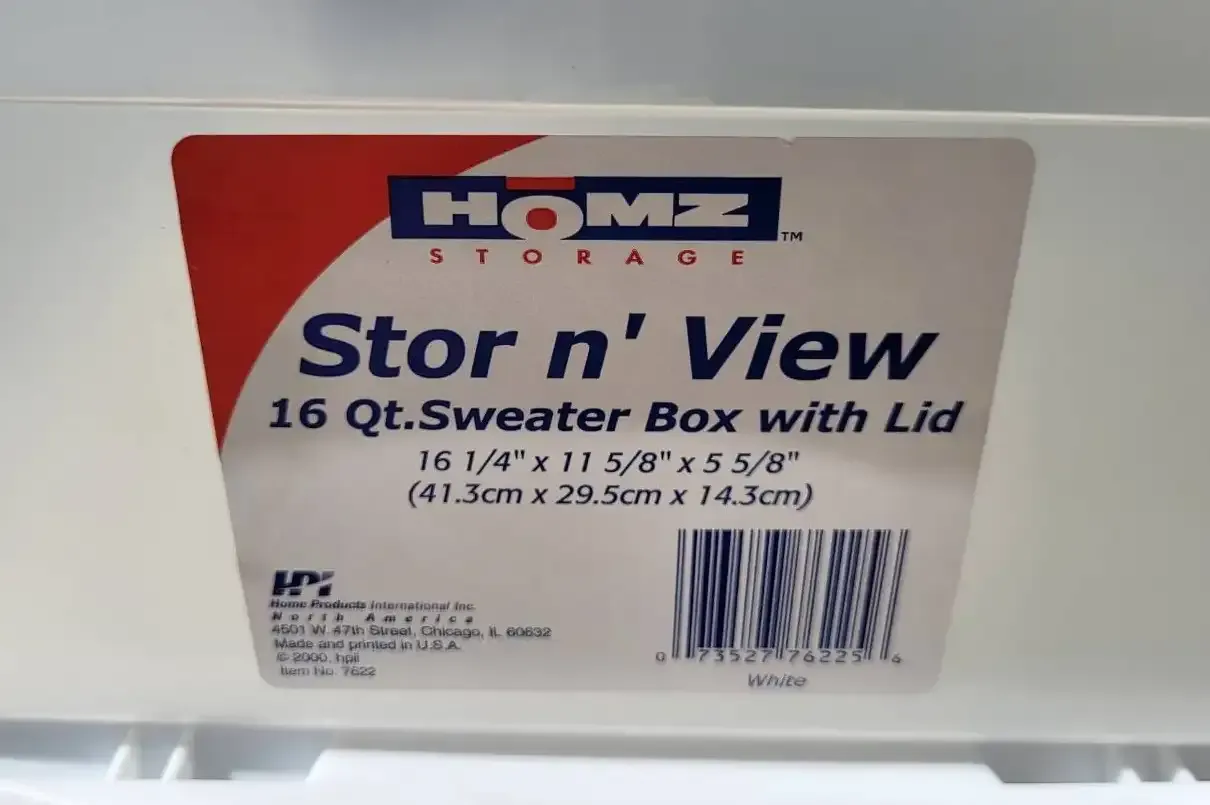 HŌMZ™
STORAGE
Stor n' View
16 Qt.Sweater Box with Lid
16 1/4" x 11 5/8" x 5 5/8"
(41.3cm x 29.5cm x 14.3cm)
HPI
Home Products International Inc.
North America
4501 W. 47th Street, Chicago, IL 60632
Made and printed in U.S.A.
© 2000, hpii
Item No. 7622
0 73527 76225 6
White